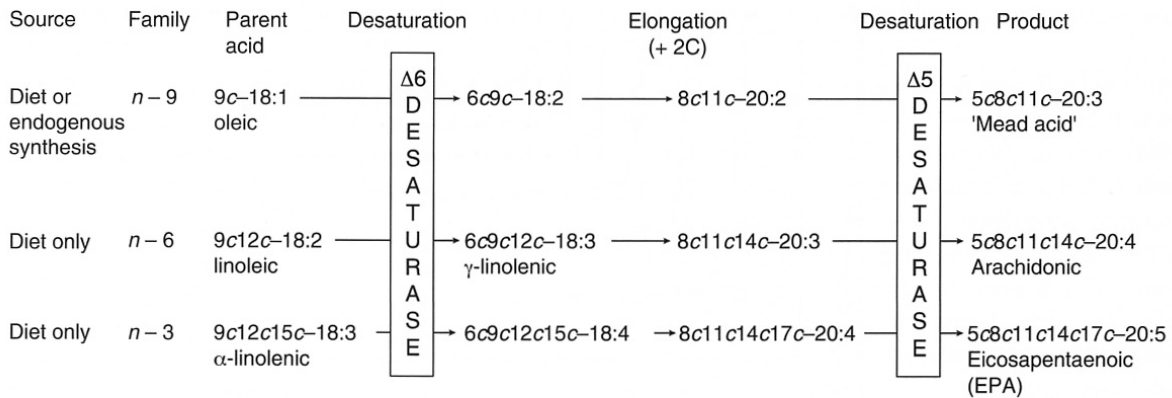 Source Family Parent acid Desaturation Elongation (+ 2C) Desaturation Product
Diet or endogenous synthesis n – 9 9c–18:1 oleic Δ6 DESATURASE 6c9c–18:2 8c11c–20:2 Δ5 DESATURASE 5c8c11c–20:3 'Mead acid'
Diet only n – 6 9c12c–18:2 linoleic 6c9c12c–18:3 γ-linolenic 8c11c14c–20:3 5c8c11c14c–20:4 Arachidonic
Diet only n – 3 9c12c15c–18:3 α-linolenic 6c9c12c15c–18:4 8c11c14c17c–20:4 5c8c11c14c17c–20:5 Eicosapentaenoic (EPA)